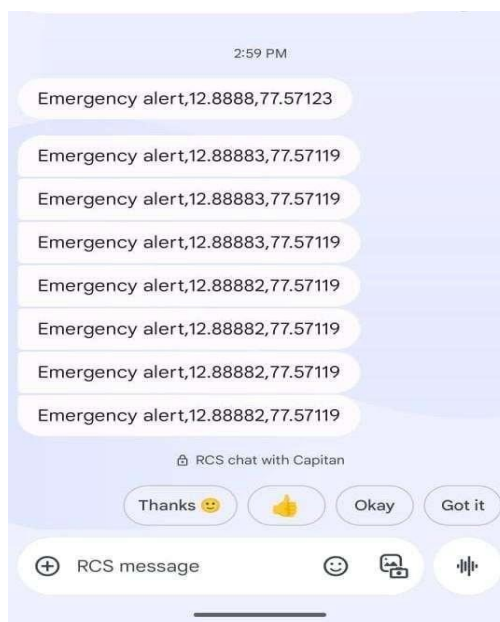 2:59 PM
Emergency alert,12.8888,77.57123
Emergency alert,12.88883,77.57119
Emergency alert,12.88883,77.57119
Emergency alert,12.88883,77.57119
Emergency alert,12.88882,77.57119
Emergency alert,12.88882,77.57119
Emergency alert,12.88882,77.57119
Emergency alert,12.88882,77.57119
RCS chat with Capitan
Thanks 🙂 👍 Okay Got it
RCS message